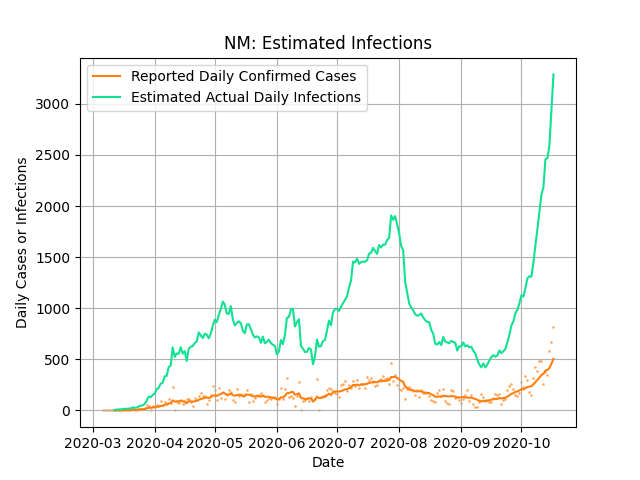 NM: Estimated Infections
Reported Daily Confirmed Cases
Estimated Actual Daily Infections
Daily Cases or Infections
3000
2500
2000
1500
1000
500
0
2020-03 2020-04 2020-05 2020-06 2020-07 2020-08 2020-09 2020-10
Date